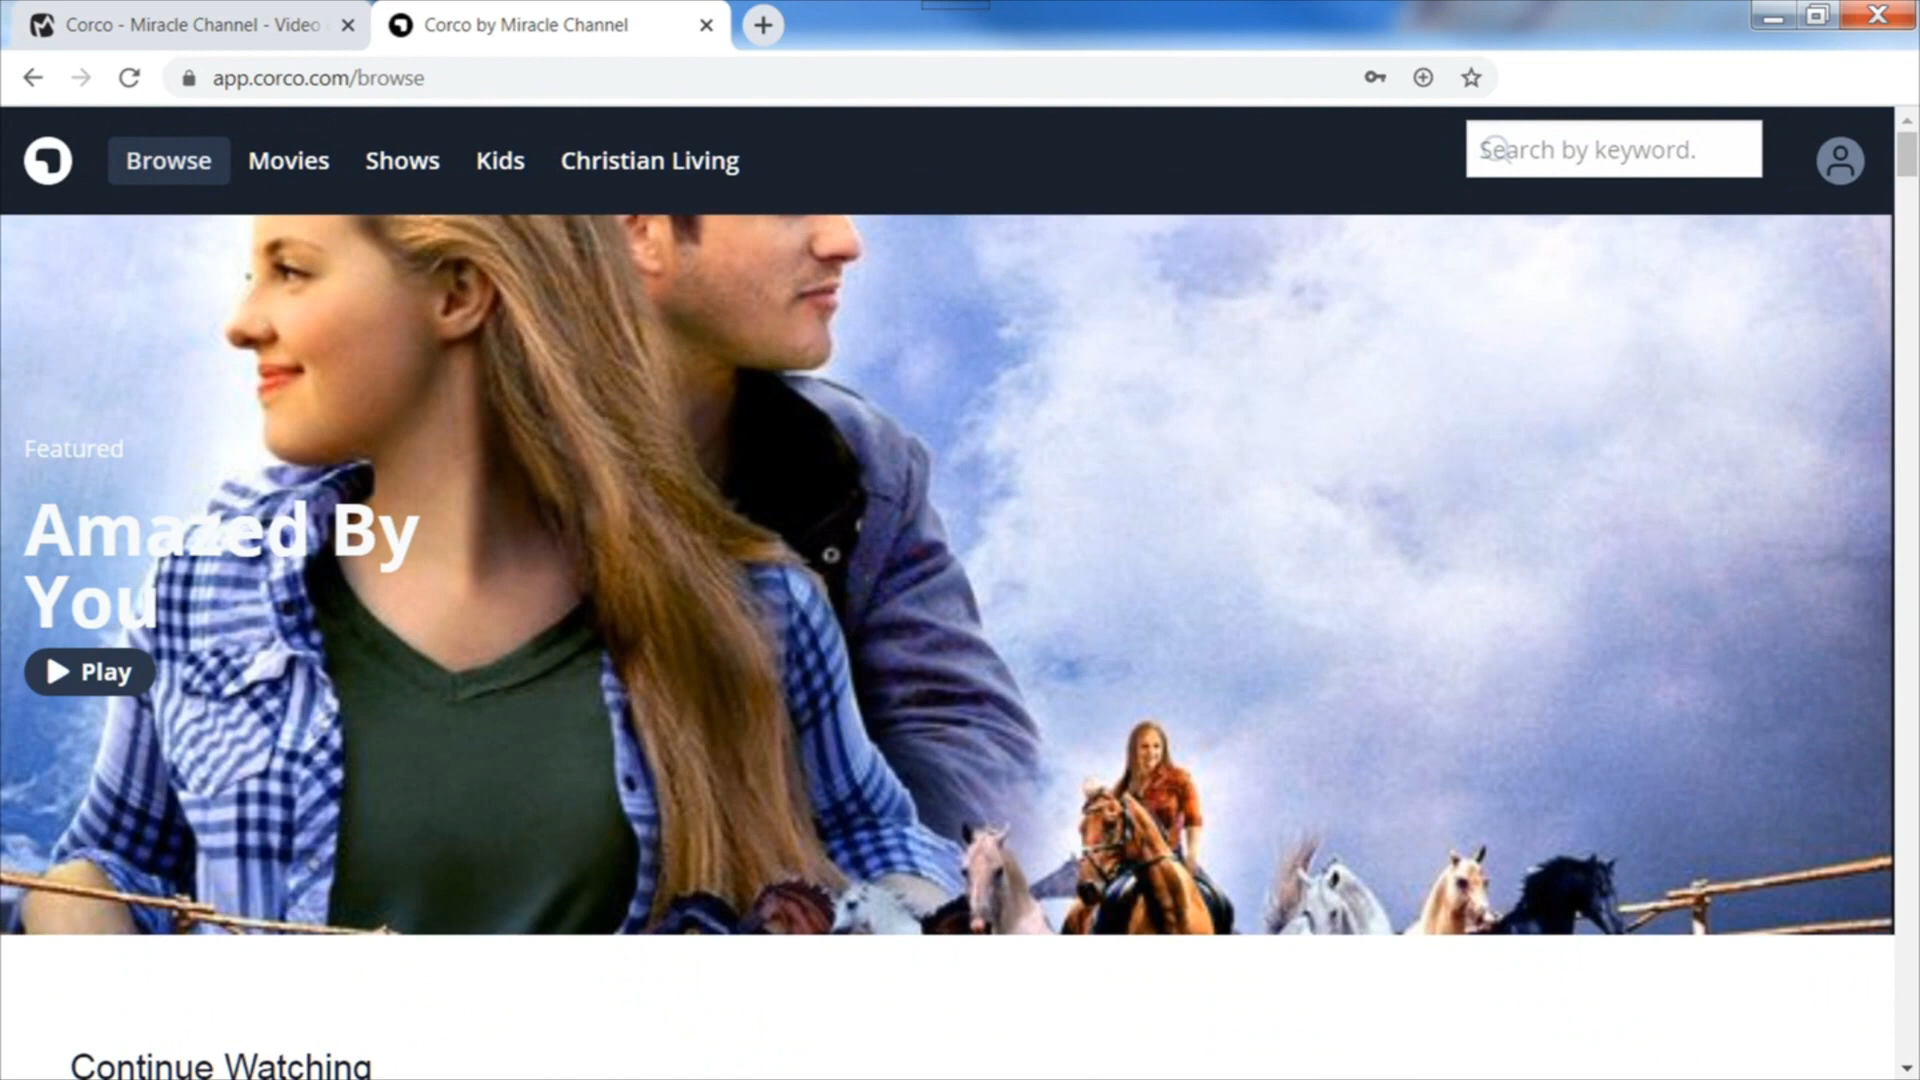 Corco - Miracle Channel - Video
Corco by Miracle Channel
app.corco.com/browse
Browse
Movies
Shows
Kids
Christian Living
Search by keyword.
Featured
Amazed By
You
Play
Continue Watching